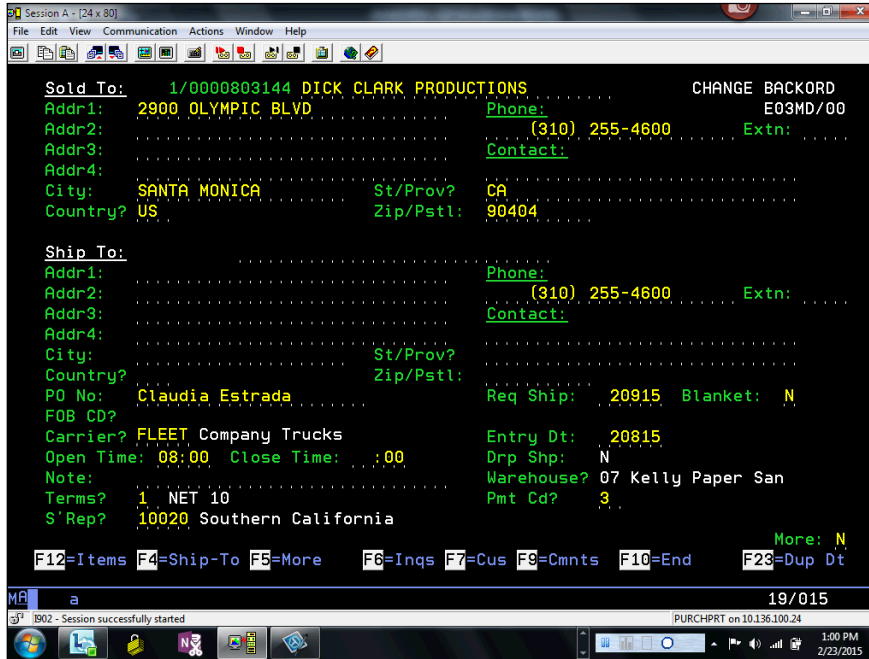 Session A - [24 x 80]
File Edit View Communication Actions Window Help
Sold To: 1/0000803144 DICK CLARK PRODUCTIONS CHANGE BACKORD
Addr1: 2900 OLYMPIC BLVD Phone: E03MD/00
Addr2: (310) 255-4600 Extn:
Addr3: Contact:
Addr4:
City: SANTA MONICA St/Prov? CA
Country? US Zip/Pstl: 90404
Ship To:
Addr1: Phone:
Addr2: (310) 255-4600 Extn:
Addr3: Contact:
Addr4:
City: St/Prov?
Country? Zip/Pstl:
PO No: Claudia Estrada Req Ship: 20915 Blanket: N
FOB CD?
Carrier? FLEET Company Trucks Entry Dt: 20815
Open Time: 08:00 Close Time: :00 Drp Shp: N
Note: Warehouse? 07 Kelly Paper San
Terms? 1 NET 10 Pmt Cd? 3
S'Rep? 10020 Southern California
More: N
F12=Items F4=Ship-To F5=More F6=Inqs F7=Cus F9=Cmnts F10=End F23=Dup Dt
MA a 19/015
I902 - Session successfully started PURCHPRT on 10.136.100.24
1:00 PM
2/23/2015